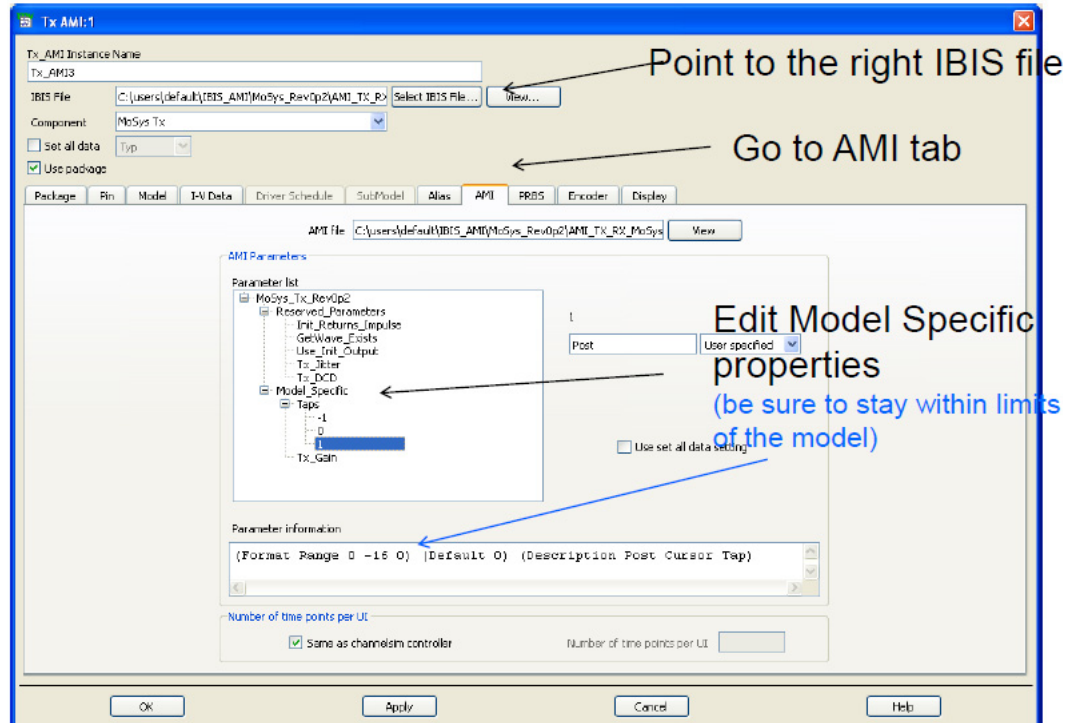 Tx AMI:1
Tx_AMI Instance Name
Tx_AMI3
Point to the right IBIS file
IBIS File C:\users\default\IBIS_AMI\MoSys_Rev0p2\AMI_TX_RX Select IBIS File... View...
Component MoSys Tx
Set all data Typ
Go to AMI tab
Use package
Package Pin Model I-V Data Driver Schedule SubModel Alias AMI PRBS Encoder Display
AMI file C:\users\default\IBIS_AMI\MoSys_Rev0p2\AMI_TX_RX_MoSys View
AMI Parameters
Parameter list
MoSys_Tx_Rev0p2
Reserved_Parameters
Init_Returns_Impulse
GetWave_Exists
Use_Init_Output
Tx_Jitter
Tx_DCD
Model_Specific
Taps
-1
0
1
Tx_Gain
1
Post User specified
Edit Model Specific
properties
(be sure to stay within limits
of the model)
Use set all data setting
Parameter information
(Format Range 0 -16 0) |Default 0) (Description Post Cursor Tap)
Number of time points per UI
Same as channelsim controller Number of time points per UI
OK Apply Cancel Help